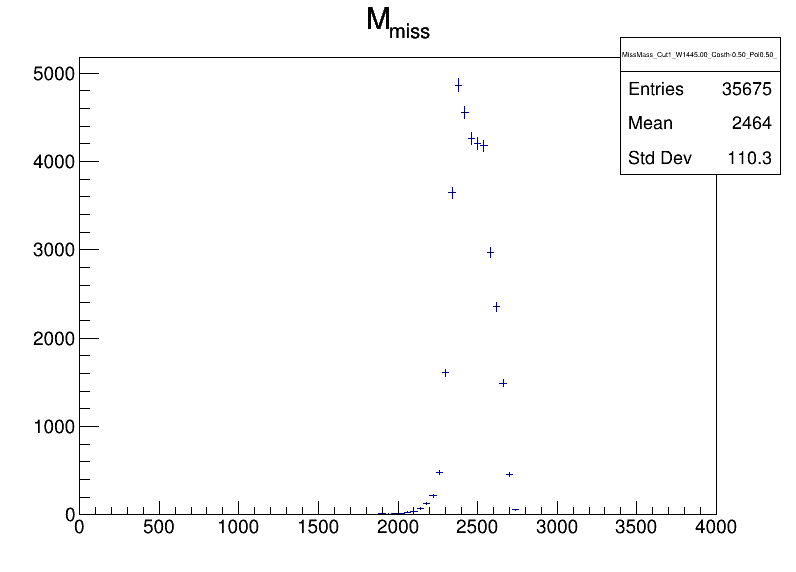 M_miss
MissMass_Cut1_W1445.00_Costh-0.50_Pol0.50_
Entries 35675
Mean 2464
Std Dev 110.3
5000
4000
3000
2000
1000
0
0 500 1000 1500 2000 2500 3000 3500 4000